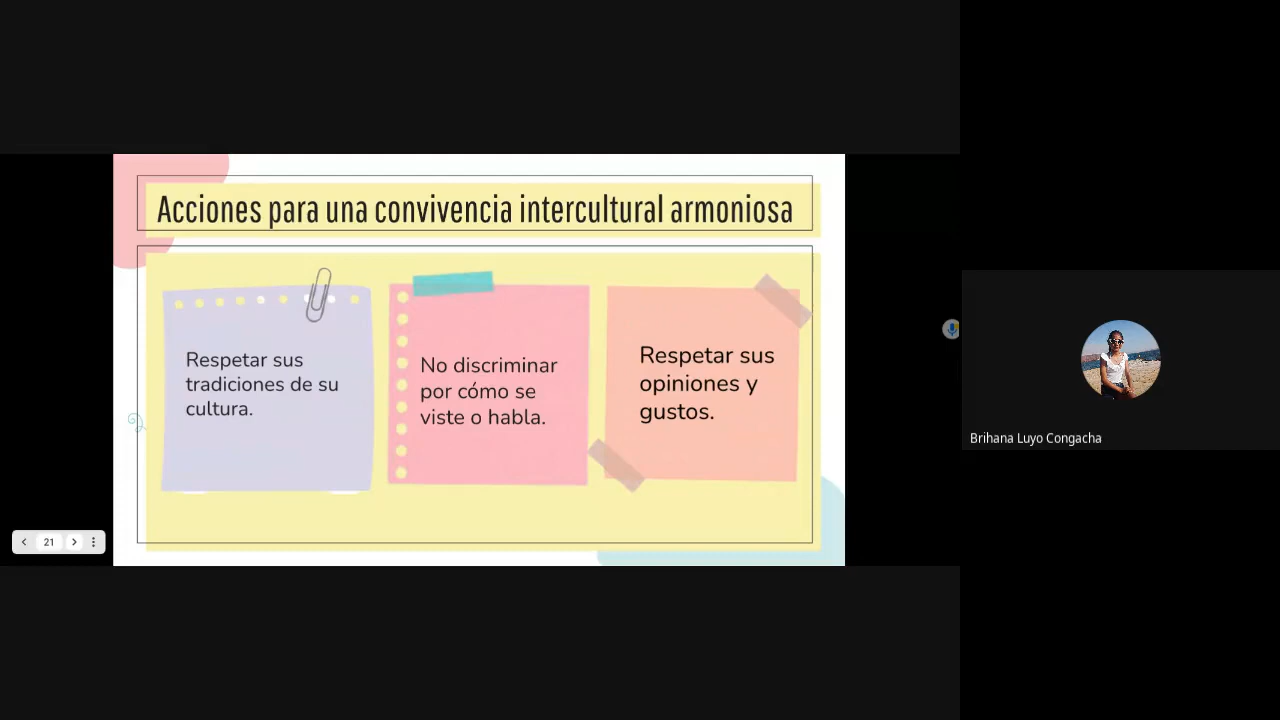 Acciones para una convivencia intercultural armoniosa
Respetar sus
tradiciones de su
cultura.
No discriminar
por cómo se
viste o habla.
Respetar sus
opiniones y
gustos.
21
Brihana Luyo Congacha